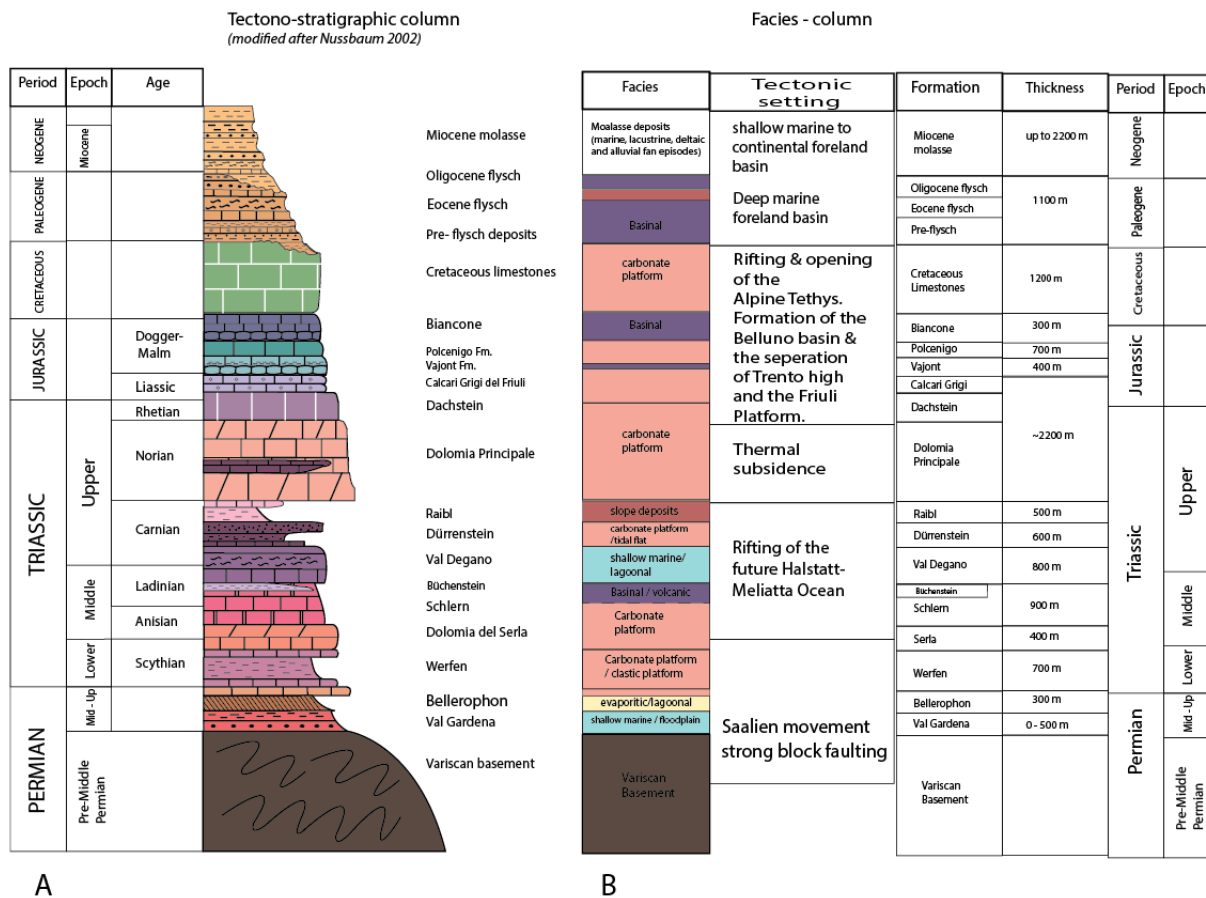 Tectono-stratigraphic column
(modified after Nussbaum 2002)
Period
Epoch
Age
NEOGENE
Miocene
PALEOGENE
CRETACEOUS
JURASSIC
Dogger-
Malm
Liassic
TRIASSIC
Upper
Rhetian
Norian
Carnian
Middle
Ladinian
Anisian
Lower
Scythian
PERMIAN
Mid - Up
Pre-Middle
Permian
Miocene molasse
Oligocene flysch
Eocene flysch
Pre- flysch deposits
Cretaceous limestones
Biancone
Polcenigo Fm.
Vajont Fm.
Calcari Grigi del Friuli
Dachstein
Dolomia Principale
Raibl
Dürrenstein
Val Degano
Büchenstein
Schlern
Dolomia del Serla
Werfen
Bellerophon
Val Gardena
Variscan basement
A
Facies - column
Facies
Moalasse deposits
(marine, lacustrine, deltaic
and alluvial fan episodes)
Basinal
carbonate
platform
Basinal
carbonate
platform
slope deposits
carbonate platform
/tidal flat
shallow marine/
lagoonal
Basinal / volcanic
Carbonate
platform
Carbonate platform
/ clastic platform
evaporitic/lagoonal
shallow marine / floodplain
Variscan
Basement
Tectonic
setting
shallow marine to
continental foreland
basin
Deep marine
foreland basin
Rifting & opening
of the
Alpine Tethys.
Formation of the
Belluno basin &
the seperation
of Trento high
and the Friuli
Platform.
Thermal
subsidence
Rifting of the
future Halstatt-
Meliatta Ocean
Saalien movement
strong block faulting
Formation
Miocene
molasse
Oligocene flysch
Eocene flysch
Pre-flysch
Cretaceous
Limestones
Biancone
Polcenigo
Vajont
Calcari Grigi
Dachstein
Dolomia
Principale
Raibl
Dürrenstein
Val Degano
Büchenstein
Schlern
Serla
Werfen
Bellerophon
Val Gardena
Variscan
Basement
Thickness
up to 2200 m
1100 m
1200 m
300 m
700 m
400 m
~2200 m
500 m
600 m
800 m
900 m
400 m
700 m
300 m
0 - 500 m
Period
Neogene
Paleogene
Cretaceous
Jurassic
Triassic
Permian
Epoch
Upper
Middle
Lower
Mid - Up
Pre-Middle
Permian
B